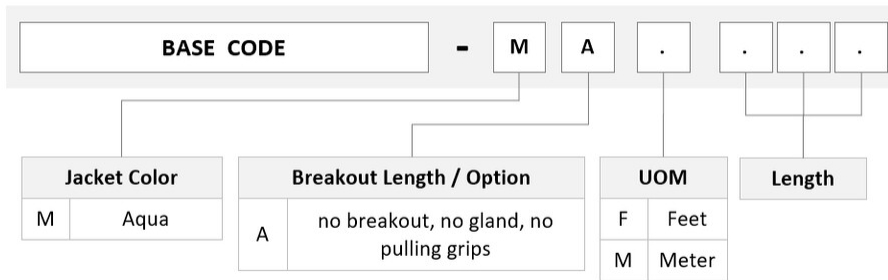 BASE CODE - M A . . . .
Jacket Color
M Aqua
Breakout Length / Option
A no breakout, no gland, no
pulling grips
UOM
F Feet
M Meter
Length